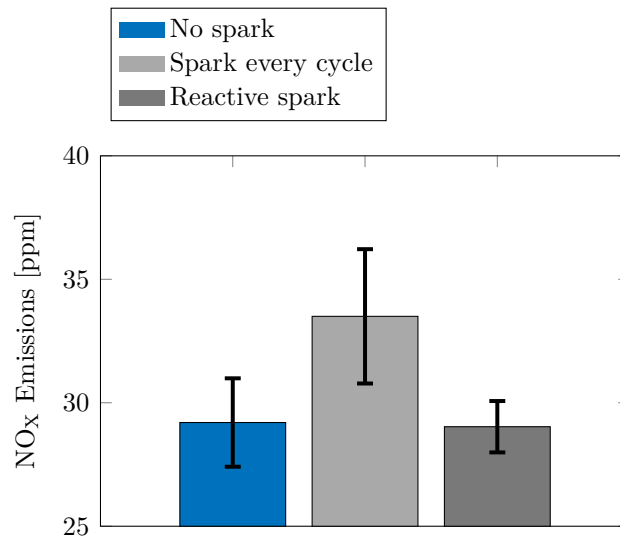 No spark
Spark every cycle
Reactive spark
40
35
30
25
NOX Emissions [ppm]